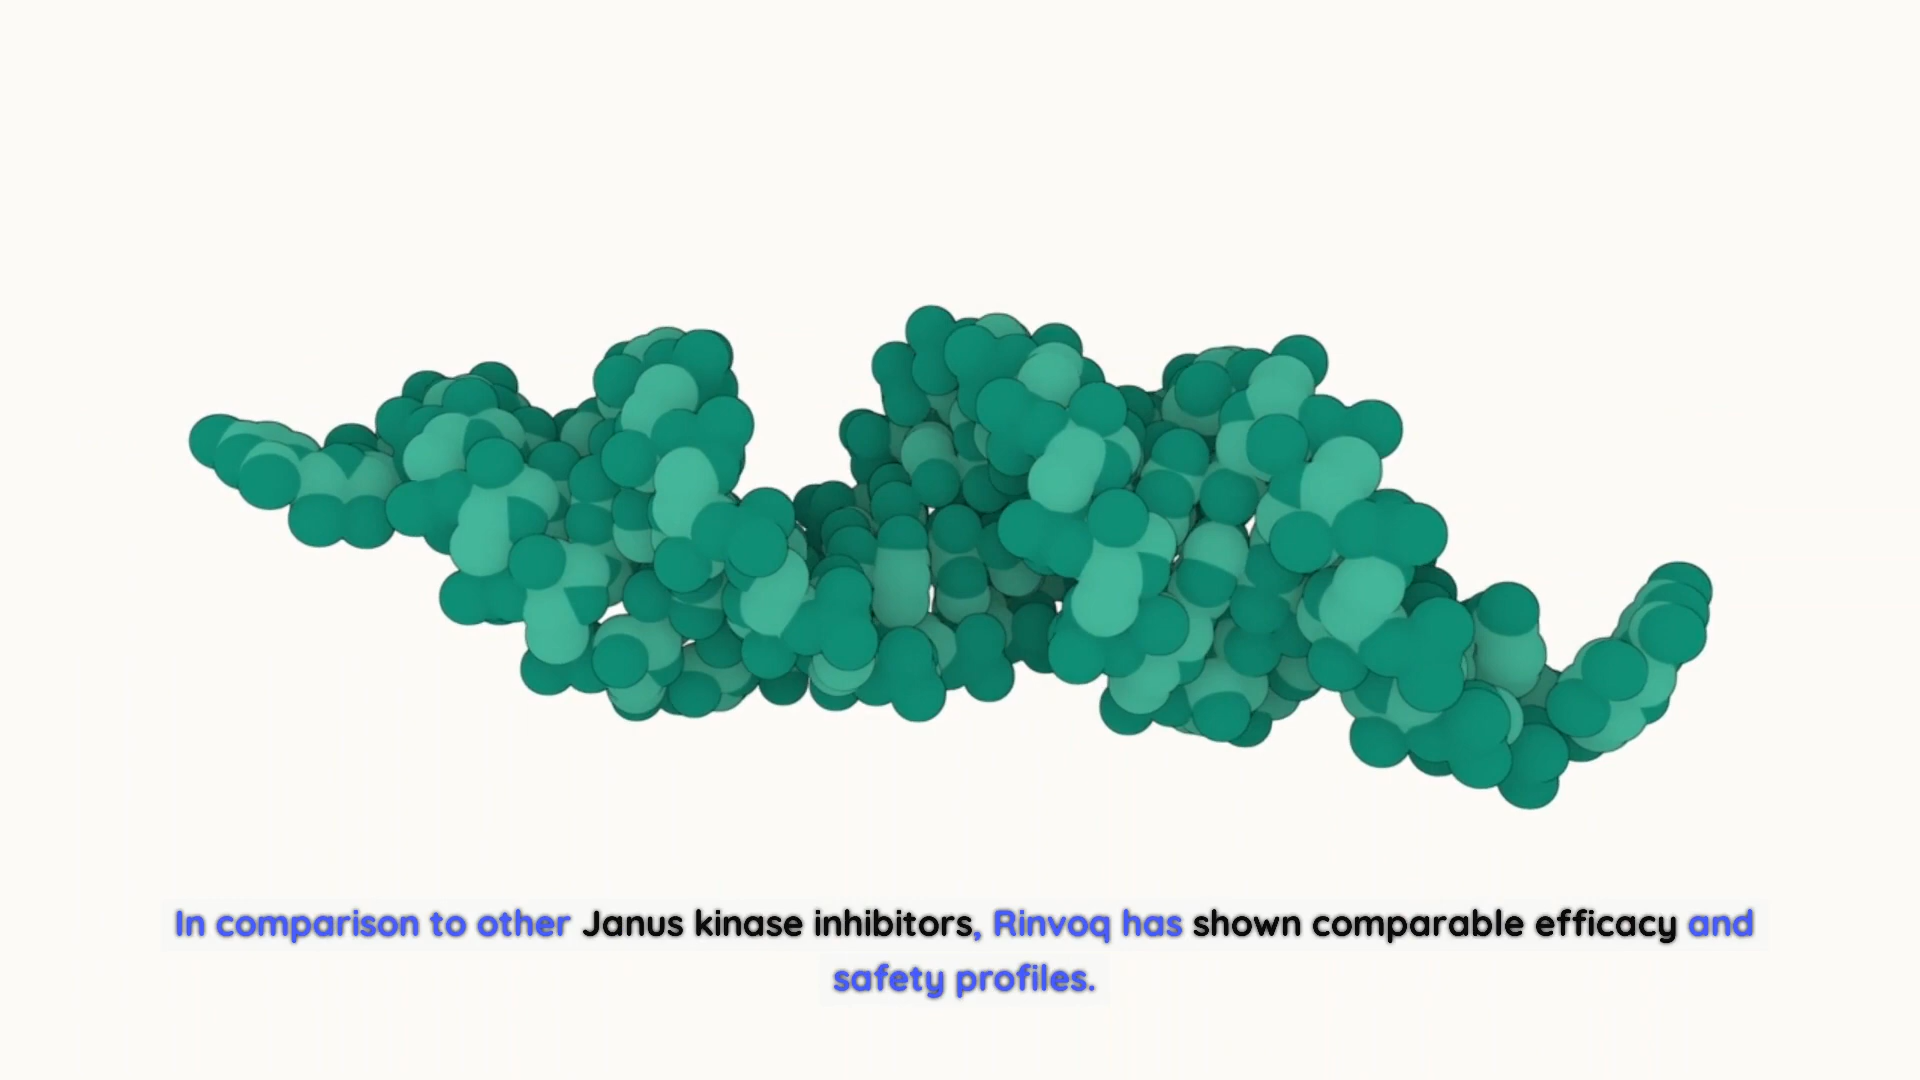 In comparison to other Janus kinase inhibitors, Rinvoq has shown comparable efficacy and
safety profiles.